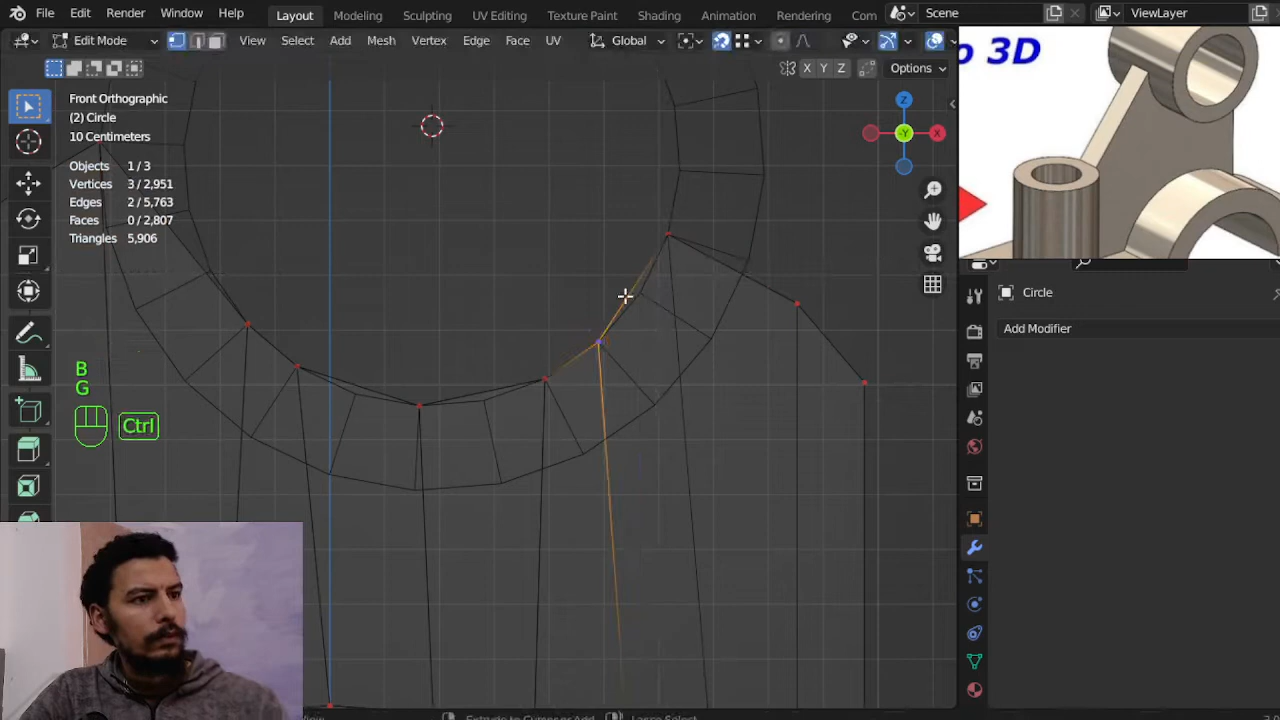 File Edit Render Window Help Layout Modeling Sculpting UV Editing Texture Paint Shading Animation Rendering Com Scene ViewLayer
Edit Mode View Select Add Mesh Vertex Edge Face UV Global
X Y Z Options
o 3D
Front Orthographic
(2) Circle
10 Centimeters
Objects 1/3
Vertices 3/2,951
Edges 2/5,763
Faces 0/2,807
Triangles 5,906
Z
-Y X
Circle
Add Modifier
B
G
Ctrl